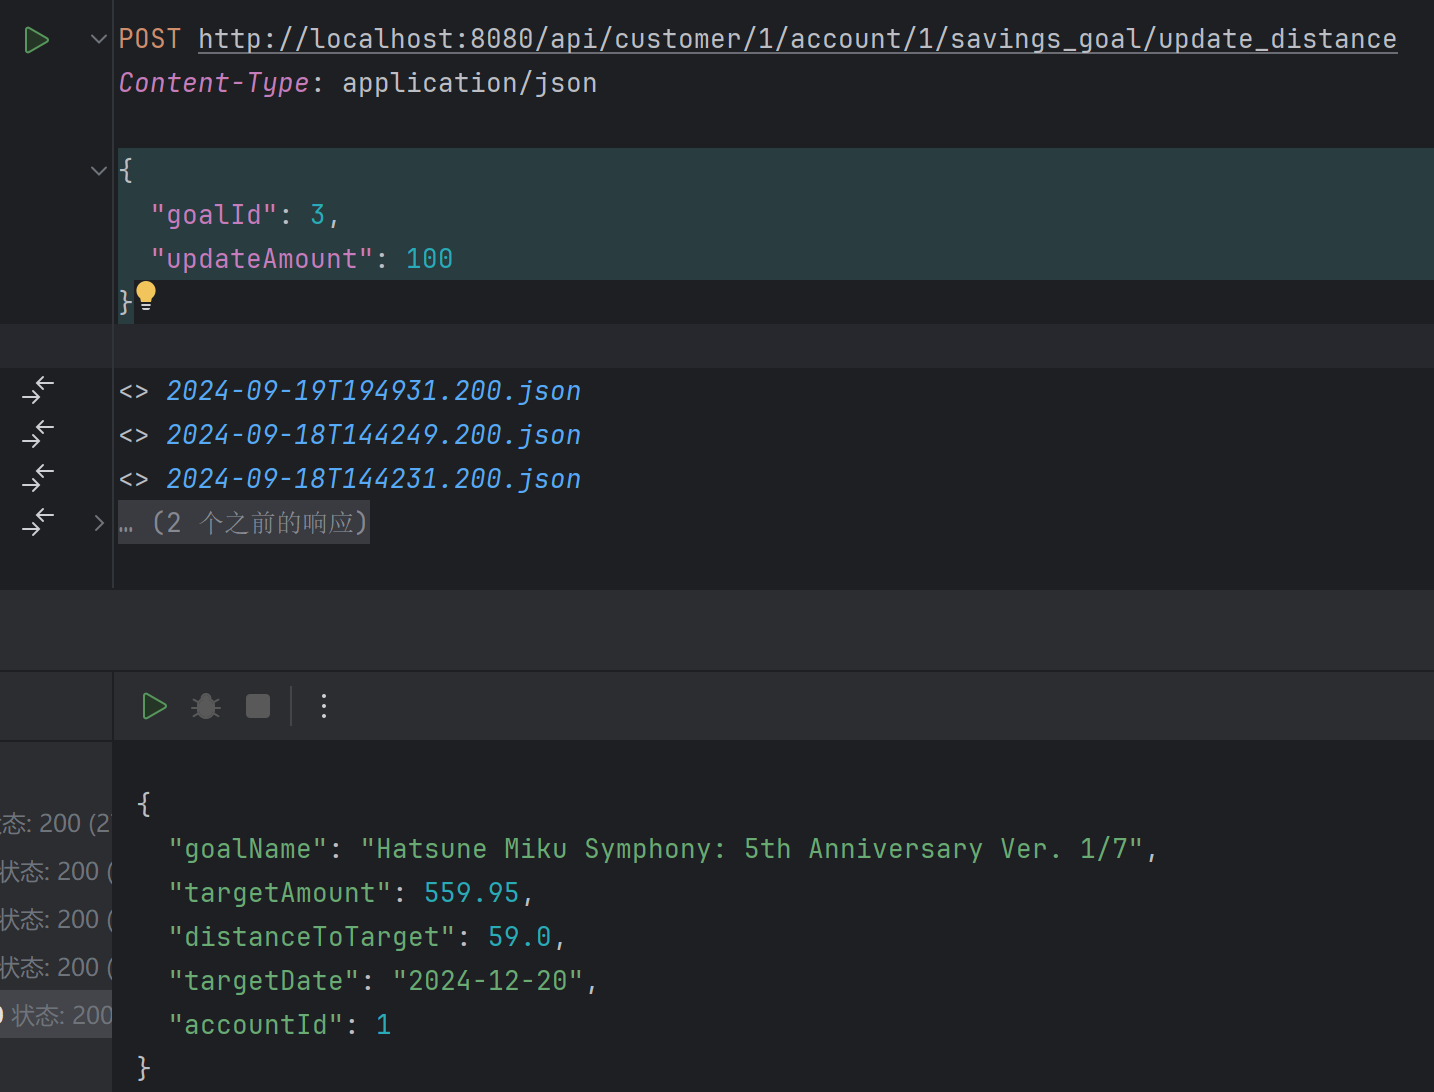 POST http://localhost:8080/api/customer/1/account/1/savings_goal/update_distance
Content-Type: application/json
{
"goalId": 3,
"updateAmount": 100
}
<> 2024-09-19T194931.200.json
<> 2024-09-18T144249.200.json
<> 2024-09-18T144231.200.json
… (2 个之前的响应)
{
态: 200 (2
"goalName": "Hatsune Miku Symphony: 5th Anniversary Ver. 1/7",
状态: 200 (
"targetAmount": 559.95,
状态: 200 (
"distanceToTarget": 59.0,
状态: 200 (
"targetDate": "2024-12-20",
状态: 200
"accountId": 1
}